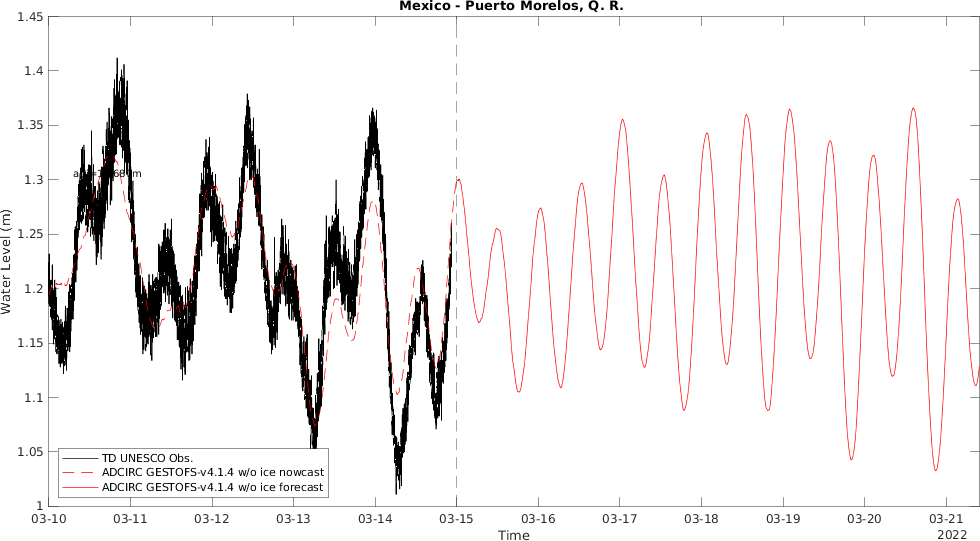 Mexico - Puerto Morelos, Q. R.
1.45
1.4
1.35
1.3
1.25
1.2
1.15
1.1
1.05
1
Water Level (m)
TD UNESCO Obs.
ADCIRC GESTOFS-v4.1.4 w/o ice nowcast
ADCIRC GESTOFS-v4.1.4 w/o ice forecast
03-10 03-11 03-12 03-13 03-14 03-15 03-16 03-17 03-18 03-19 03-20 03-21
Time
2022